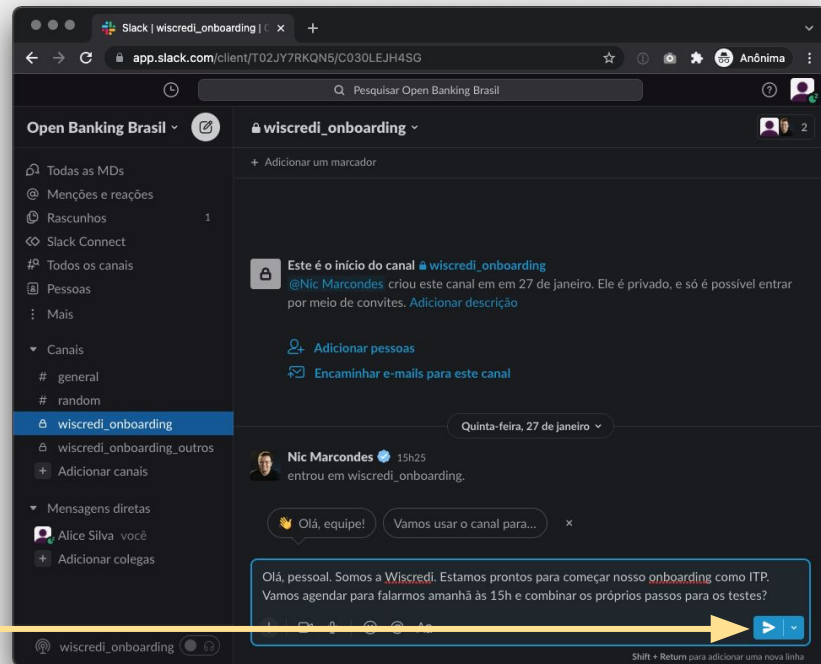 Slack | wiscredi_onboarding | C
app.slack.com/client/T02JY7RKQN5/C030LEJH4SG
Anônima
Pesquisar Open Banking Brasil
Open Banking Brasil
wiscredi_onboarding
2
+ Adicionar um marcador
Todas as MDs
Menções e reações
Rascunhos 1
Slack Connect
Todos os canais
Pessoas
Mais
Canais
# general
# random
wiscredi_onboarding
wiscredi_onboarding_outros
+ Adicionar canais
Mensagens diretas
Alice Silva você
+ Adicionar colegas
wiscredi_onboarding
Este é o início do canal wiscredi_onboarding
@Nic Marcondes criou este canal em em 27 de janeiro. Ele é privado, e só é possível entrar
por meio de convites. Adicionar descrição
Adicionar pessoas
Encaminhar e-mails para este canal
Quinta-feira, 27 de janeiro
Nic Marcondes 15h25
entrou em wiscredi_onboarding.
👋 Olá, equipe!
Vamos usar o canal para...
×
Olá, pessoal. Somos a Wiscredi. Estamos prontos para começar nosso onboarding como ITP.
Vamos agendar para falarmos amanhã às 15h e combinar os próprios passos para os testes?
Aa
Shift + Return para adicionar uma nova linha